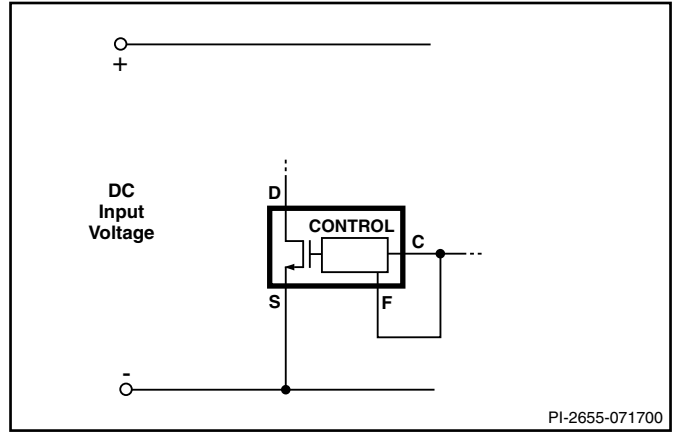 +
DC
Input
Voltage
D
CONTROL
C
S
F
-
PI-2655-071700